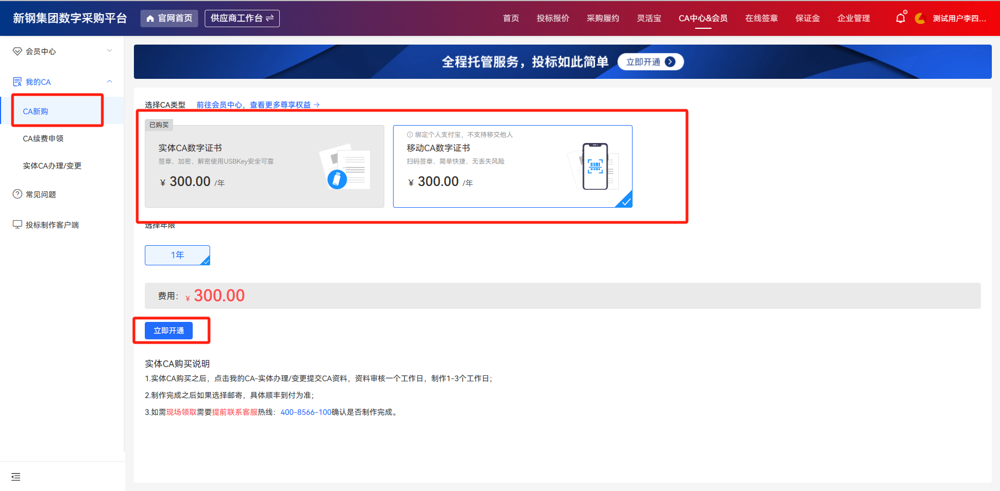 新钢集团数字采购平台
官网首页
供应商工作台
首页
投标报价
采购履约
灵活宝
CA中心&会员
在线签章
保证金
企业管理
测试用户李四...
会员中心
我的CA
CA新购
CA续费申领
实体CA办理/变更
常见问题
投标制作客户端
全程托管服务，投标如此简单
立即开通
选择CA类型
前往会员中心，查看更多尊享权益
已购买
实体CA数字证书
签章、加密、解密使用USBKey安全可靠
¥ 300.00 /年
绑定个人支付宝，不支持移交他人
移动CA数字证书
扫码签章、简单快捷、无丢失风险
¥ 300.00 /年
选择年限
1年
费用： ¥ 300.00
立即开通
实体CA购买说明
1.实体CA购买之后，点击我的CA-实体办理/变更提交CA资料，资料审核一个工作日，制作1-3个工作日；
2.制作完成之后如果选择邮寄，具体顺丰到付为准；
3.如需现场领取需要提前联系客服热线：400-8566-100确认是否制作完成。